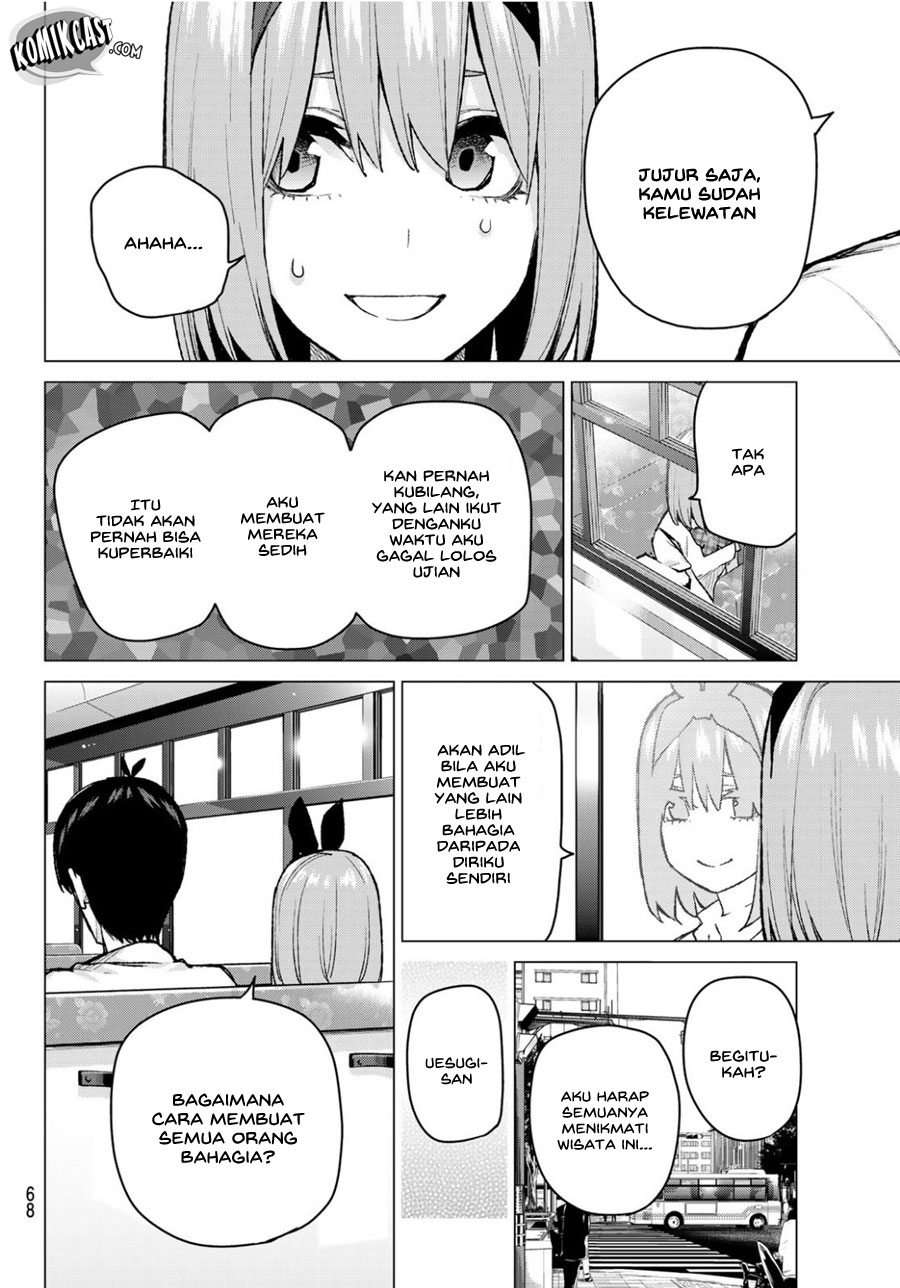 KOMIKCAST
.COM
JUJUR SAJA,
KAMU SUDAH
KELEWATAN
AHAHA...
TAK
APA
KAN PERNAH
KUBILANG,
YANG LAIN IKUT
DENGANKU
WAKTU AKU
GAGAL LOLOS
UJIAN
AKU
MEMBUAT
MEREKA
SEDIH
ITU
TIDAK AKAN
PERNAH BISA
KUPERBAIKI
AKAN ADIL
BILA AKU
MEMBUAT
YANG LAIN
LEBIH
BAHAGIA
DARIPADA
DIRIKU
SENDIRI
BAGAIMANA
CARA MEMBUAT
SEMUA ORANG
BAHAGIA?
BEGITU-
KAH?
AKU HARAP
SEMUANYA
MENIKMATI
WISATA INI...
UESUGI-
SAN
68